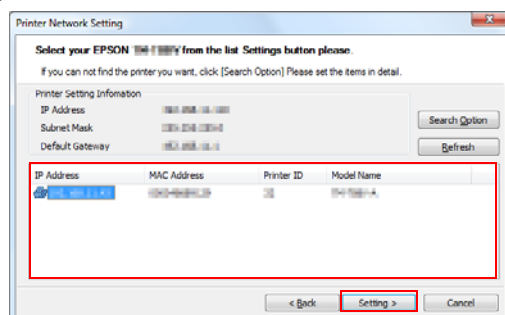 Printer Network Setting
Select your EPSON from the list Settings button please.
If you can not find the printer you want, click [Search Option] Please set the items in detail.
Printer Setting Infomation
IP Address
Subnet Mask
Default Gateway
Search Option
Refresh
IP Address MAC Address Printer ID Model Name
< Back Setting > Cancel